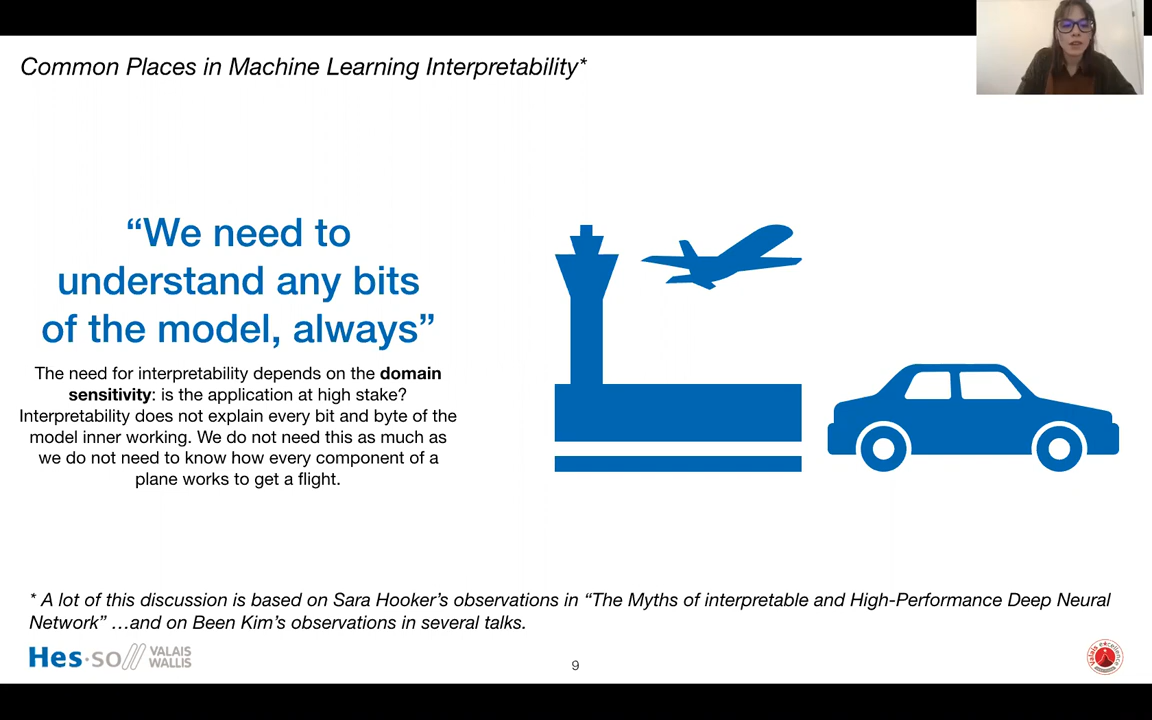 Common Places in Machine Learning Interpretability*
“We need to
understand any bits
of the model, always”
The need for interpretability depends on the domain
sensitivity: is the application at high stake?
Interpretability does not explain every bit and byte of the
model inner working. We do not need this as much as
we do not need to know how every component of a
plane works to get a flight.
* A lot of this discussion is based on Sara Hooker’s observations in “The Myths of interpretable and High-Performance Deep Neural
Network” …and on Been Kim’s observations in several talks.
Hes·so// VALAIS
WALLIS
9